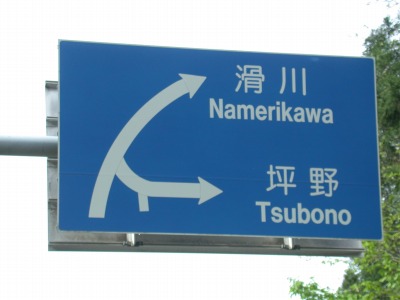 滑川
Namerikawa
坪野
Tsubono